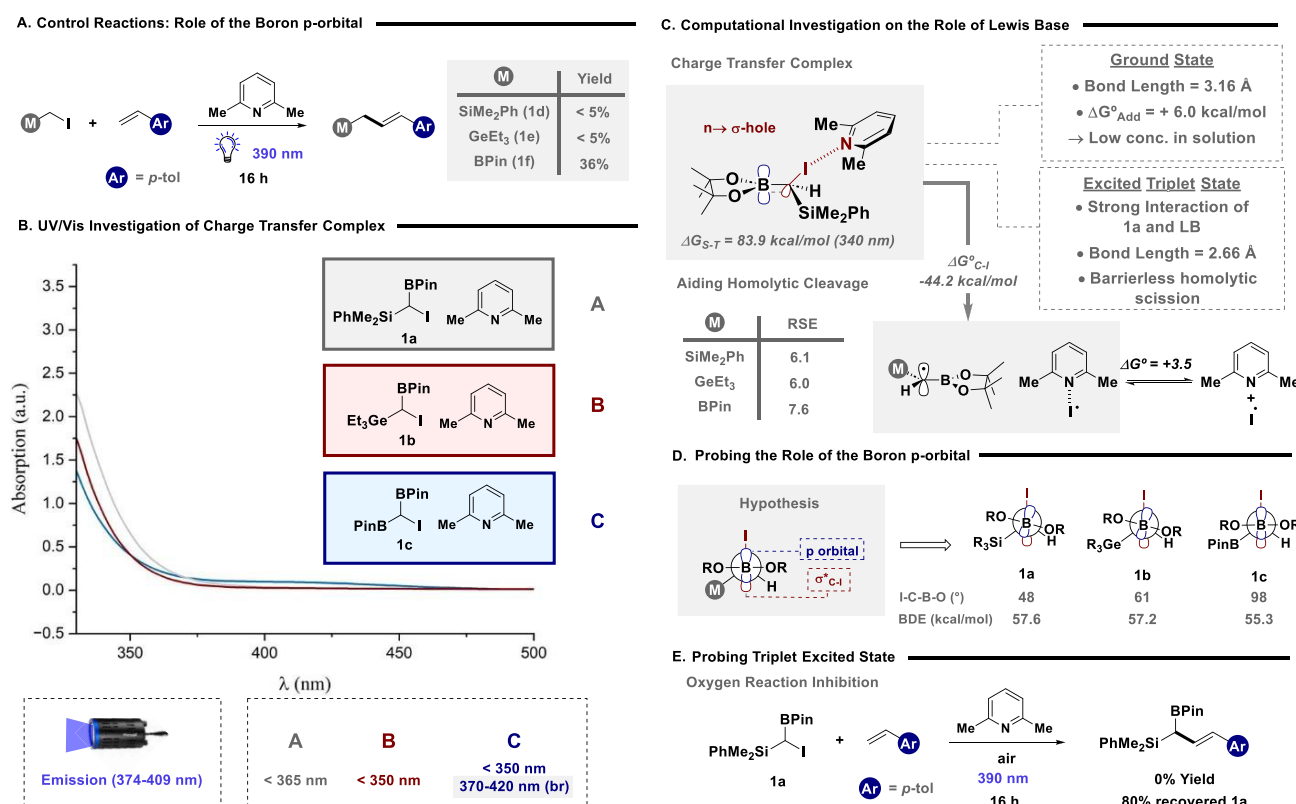 A. Control Reactions: Role of the Boron p-orbital
M
I
+
Ar
Me
N
Me
390 nm
16 h
M
Ar
Ar = p-tol
M Yield
SiMe2Ph (1d) < 5%
GeEt3 (1e) < 5%
BPin (1f) 36%
B. UV/Vis Investigation of Charge Transfer Complex
Absorption (a.u.)
3.5
3.0
2.5
2.0
1.5
1.0
0.5
0.0
−0.5
350
400
450
500
λ (nm)
BPin
PhMe2Si
I
1a
Me
N
Me
A
BPin
Et3Ge
I
1b
Me
N
Me
B
BPin
PinB
I
1c
Me
N
Me
C
Emission (374-409 nm)
A B C
< 365 nm < 350 nm < 350 nm
370-420 nm (br)
C. Computational Investigation on the Role of Lewis Base
Charge Transfer Complex
n→ σ-hole
Me
N
Me
I
O
B
O
H
SiMe2Ph
ΔGS-T = 83.9 kcal/mol (340 nm)
Ground State
• Bond Length = 3.16 Å
• ΔGºAdd = + 6.0 kcal/mol
→ Low conc. in solution
Excited Triplet State
• Strong Interaction of
1a and LB
• Bond Length = 2.66 Å
• Barrierless homolytic
scission
ΔGºC-I
-44.2 kcal/mol
Aiding Homolytic Cleavage
M RSE
SiMe2Ph 6.1
GeEt3 6.0
BPin 7.6
M
H
B
O
O
Me
N
Me
I•
ΔGº = +3.5
Me
N
Me
+
I•
D. Probing the Role of the Boron p-orbital
Hypothesis
I
RO
B
OR
M
H
p orbital
σ*C-I
I
RO
B
OR
R3Si
H
1a
I
RO
B
OR
R3Ge
H
1b
I
RO
B
OR
PinB
H
1c
I-C-B-O (°) 48 61 98
BDE (kcal/mol) 57.6 57.2 55.3
E. Probing Triplet Excited State
Oxygen Reaction Inhibition
BPin
PhMe2Si
I
1a
+
Ar
Ar = p-tol
Me
N
Me
air
390 nm
16 h
BPin
PhMe2Si
Ar
0% Yield
80% recovered 1a